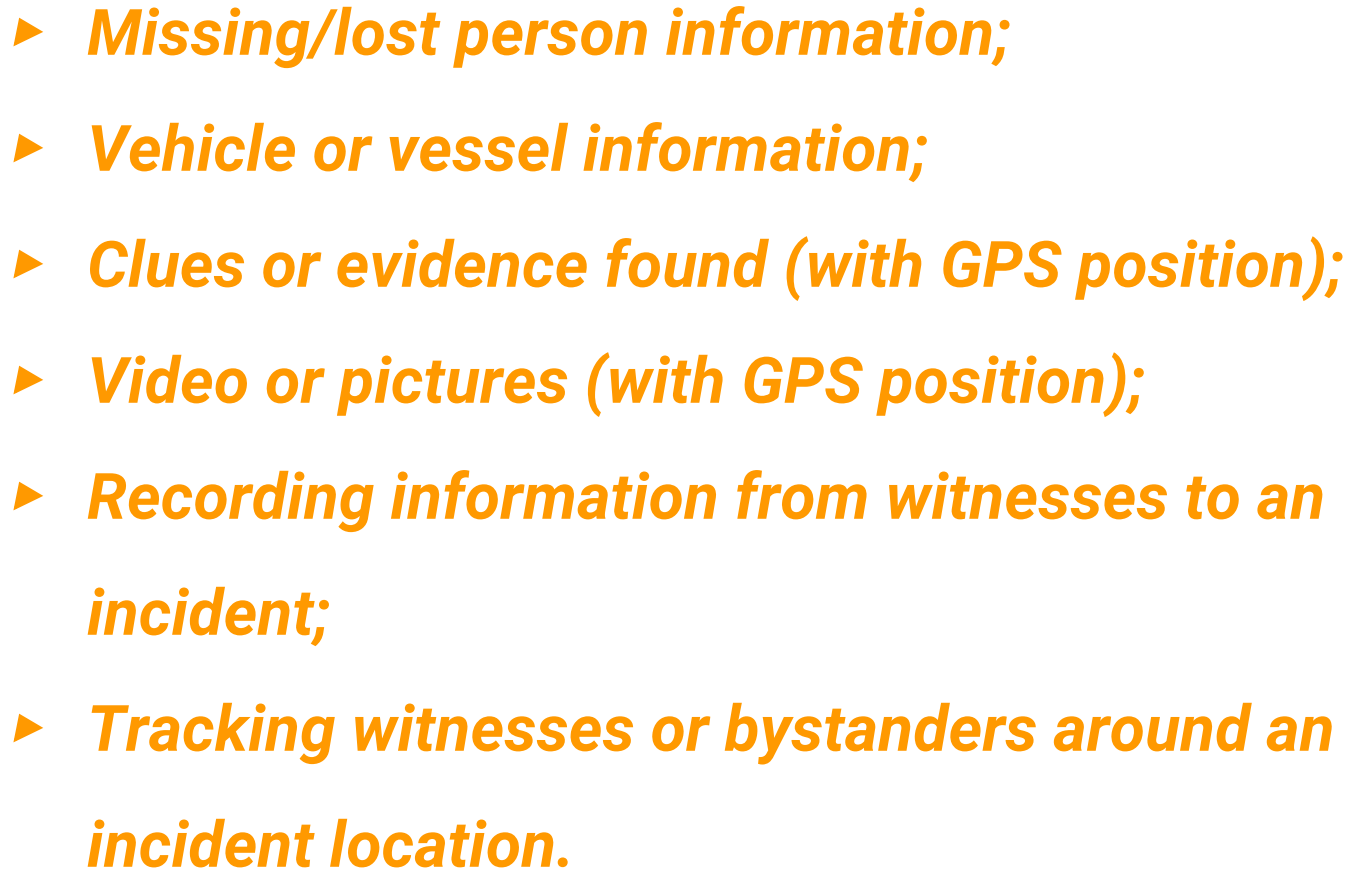 ► Missing/lost person information;
► Vehicle or vessel information;
► Clues or evidence found (with GPS position);
► Video or pictures (with GPS position);
► Recording information from witnesses to an
incident;
► Tracking witnesses or bystanders around an
incident location.